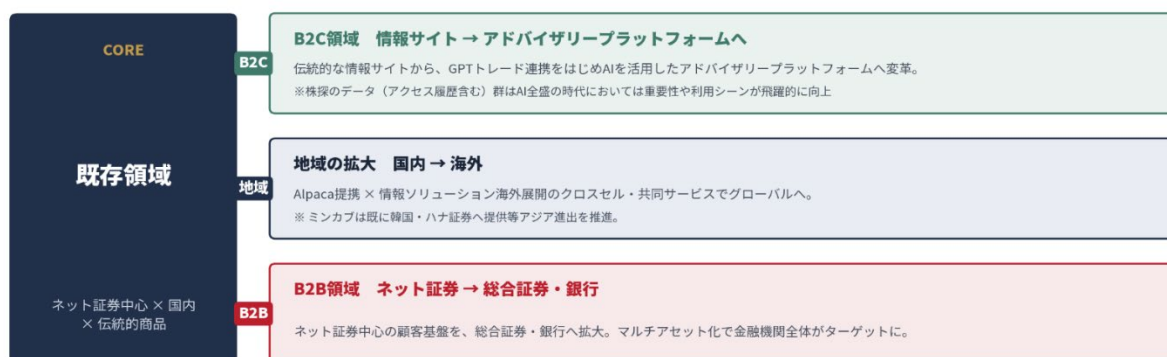 CORE
既存領域
ネット証券中心 × 国内
× 伝統的商品
B2C
B2C領域　情報サイト → アドバイザリープラットフォームへ
伝統的な情報サイトから、GPTトレード連携をはじめAIを活用したアドバイザリープラットフォームへ変革。
※株探のデータ（アクセス履歴含む）群はAI全盛の時代においては重要性や利用シーンが飛躍的に向上
地域
地域の拡大　国内 → 海外
Alpaca提携 × 情報ソリューション海外展開のクロスセル・共同サービスでグローバルへ。
※ ミンカブは既に韓国・ハナ証券へ提供等アジア進出を推進。
B2B
B2B領域　ネット証券 → 総合証券・銀行
ネット証券中心の顧客基盤を、総合証券・銀行へ拡大。マルチアセット化で金融機関全体がターゲットに。